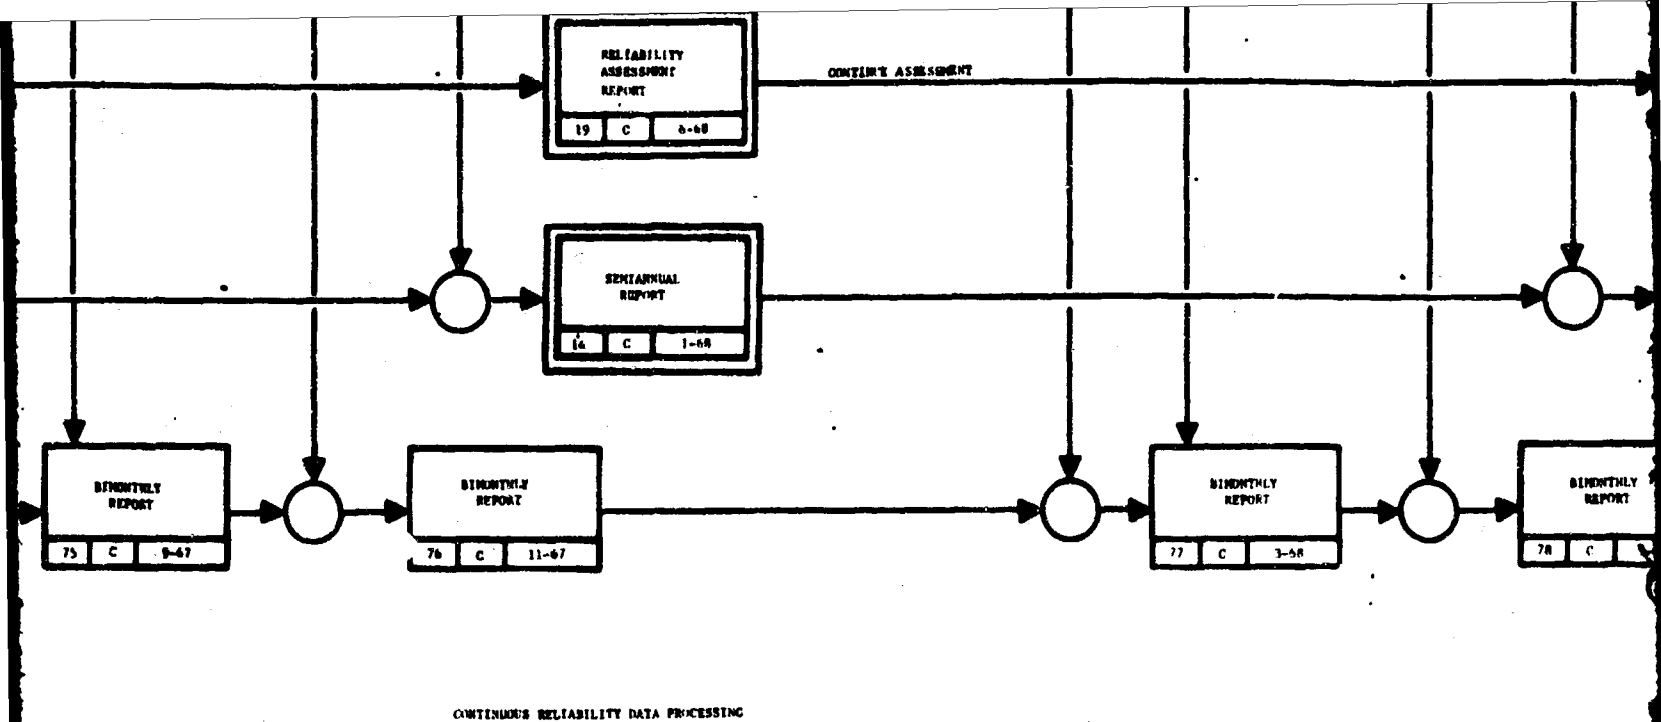 RELIABILITY
ASSESSMENT
REPORT
19 C 6-68
CONTINUE ASSESSMENT
SEMIANNUAL
REPORT
C 1-68
BIMONTHLY
REPORT
75 C 9-67
BIMONTHLY
REPORT
76 C 11-67
BIMONTHLY
REPORT
77 C 3-68
BIMONTHLY
REPORT
78 C
CONTINUOUS RELIABILITY DATA PROCESSING